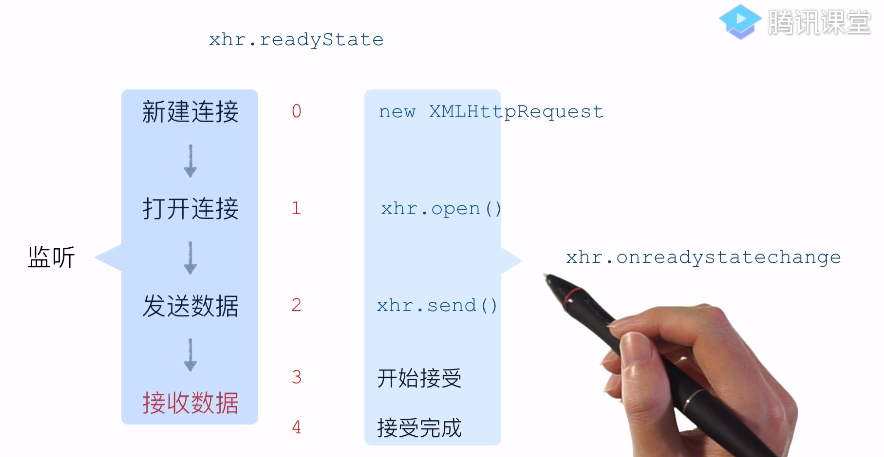 腾讯课堂
xhr.readyState
新建连接 0 new XMLHttpRequest
打开连接 1 xhr.open()
监听 xhr.onreadystatechange
发送数据 2 xhr.send()
3 开始接受
接收数据
4 接受完成